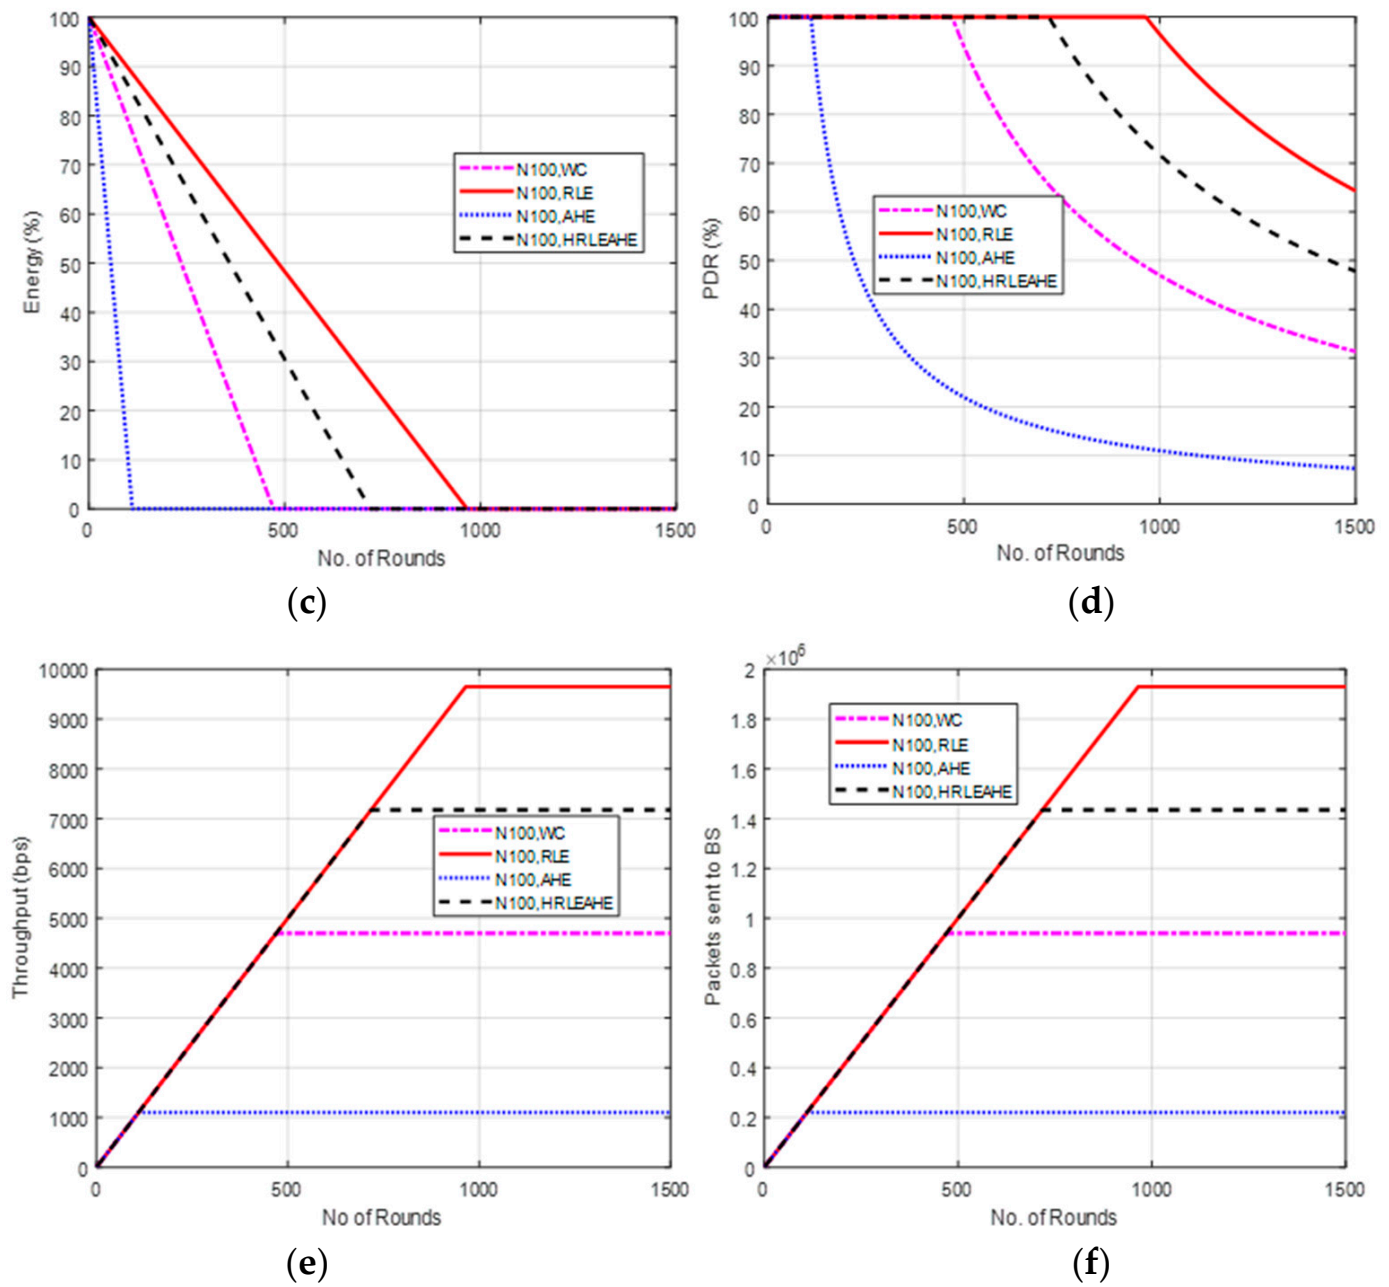 100
90
80
70
60
50
40
30
20
10
0
Energy (%)
N100,WC
N100,RLE
N100,AHE
N100,HRLEAHE
0 500 1000 1500
No. of Rounds
(c)
100
90
80
70
60
50
40
30
20
10
0
PDR (%)
N100,WC
N100,RLE
N100,AHE
N100,HRLEAHE
0 500 1000 1500
No. of Rounds
(d)
10000
9000
8000
7000
6000
5000
4000
3000
2000
1000
0
Throughput (bps)
N100,WC
N100,RLE
N100,AHE
N100,HRLEAHE
0 500 1000 1500
No of Rounds
(e)
×10⁶
2
1.8
1.6
1.4
1.2
1
0.8
0.6
0.4
0.2
0
Packets sent to BS
N100,WC
N100,RLE
N100,AHE
N100,HRLEAHE
0 500 1000 1500
No. of Rounds
(f)